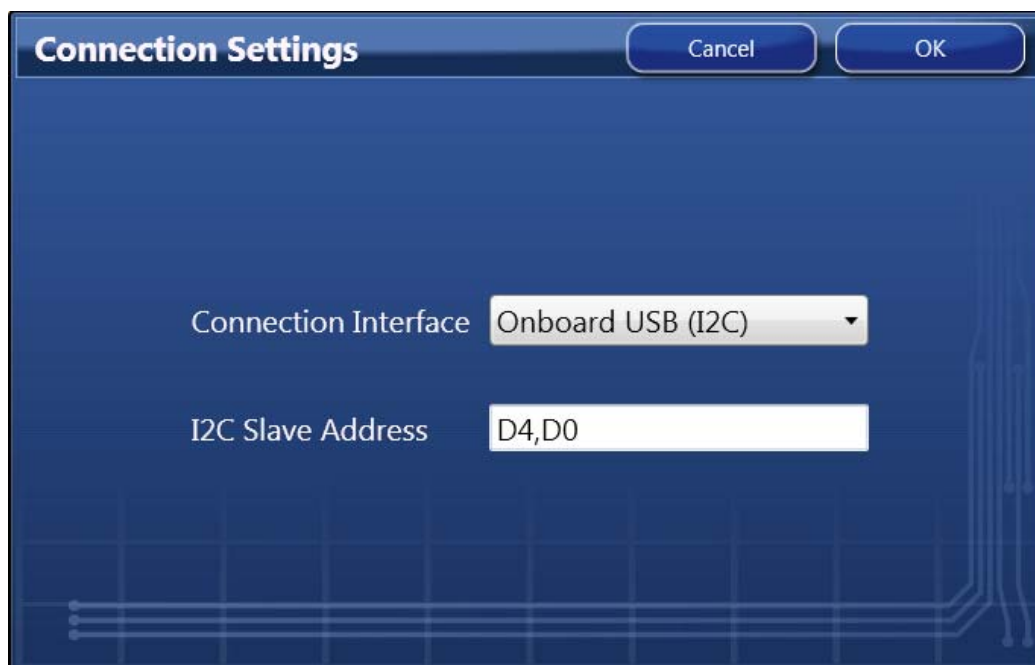 Connection Settings
Cancel
OK
Connection Interface
Onboard USB (I2C)
I2C Slave Address
D4,D0